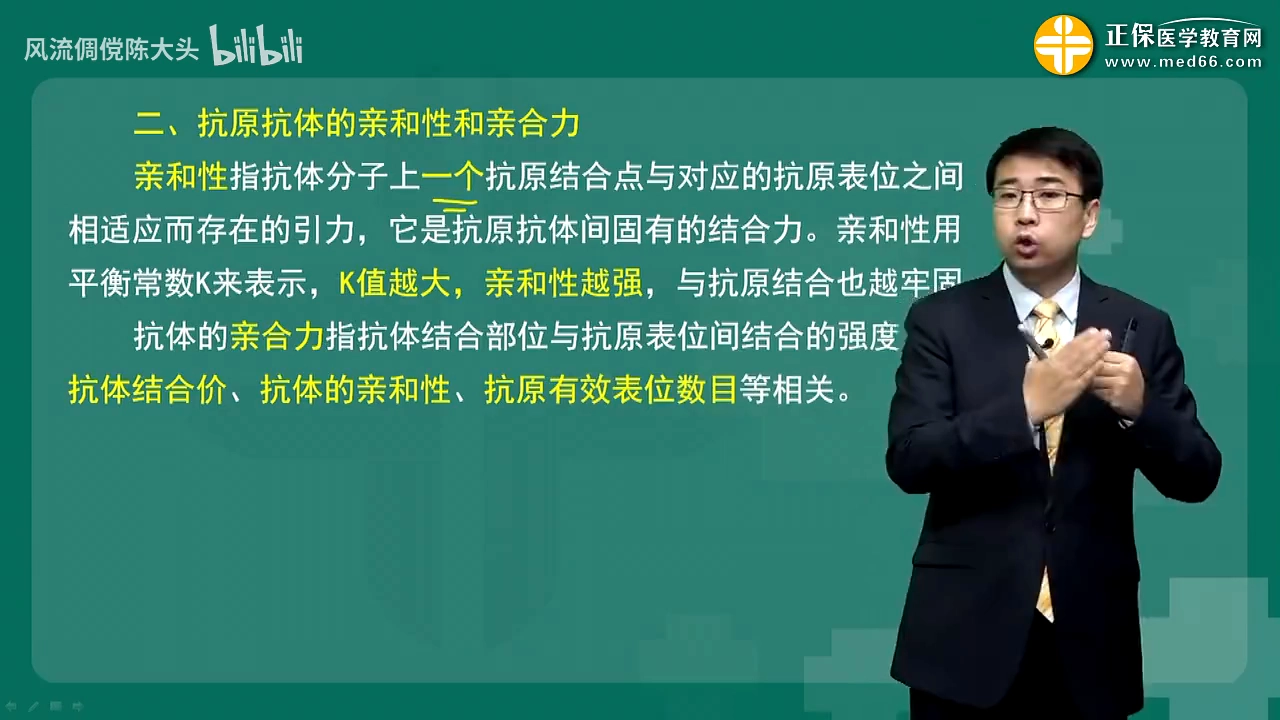 风流倜傥陈大头 bilibili
正保医学教育网
www.med66.com
二、抗原抗体的亲和性和亲合力
亲和性指抗体分子上一个抗原结合点与对应的抗原表位之间
相适应而存在的引力，它是抗原抗体间固有的结合力。亲和性用
平衡常数K来表示，K值越大，亲和性越强，与抗原结合也越牢固
抗体的亲合力指抗体结合部位与抗原表位间结合的强度
抗体结合价、抗体的亲和性、抗原有效表位数目等相关。